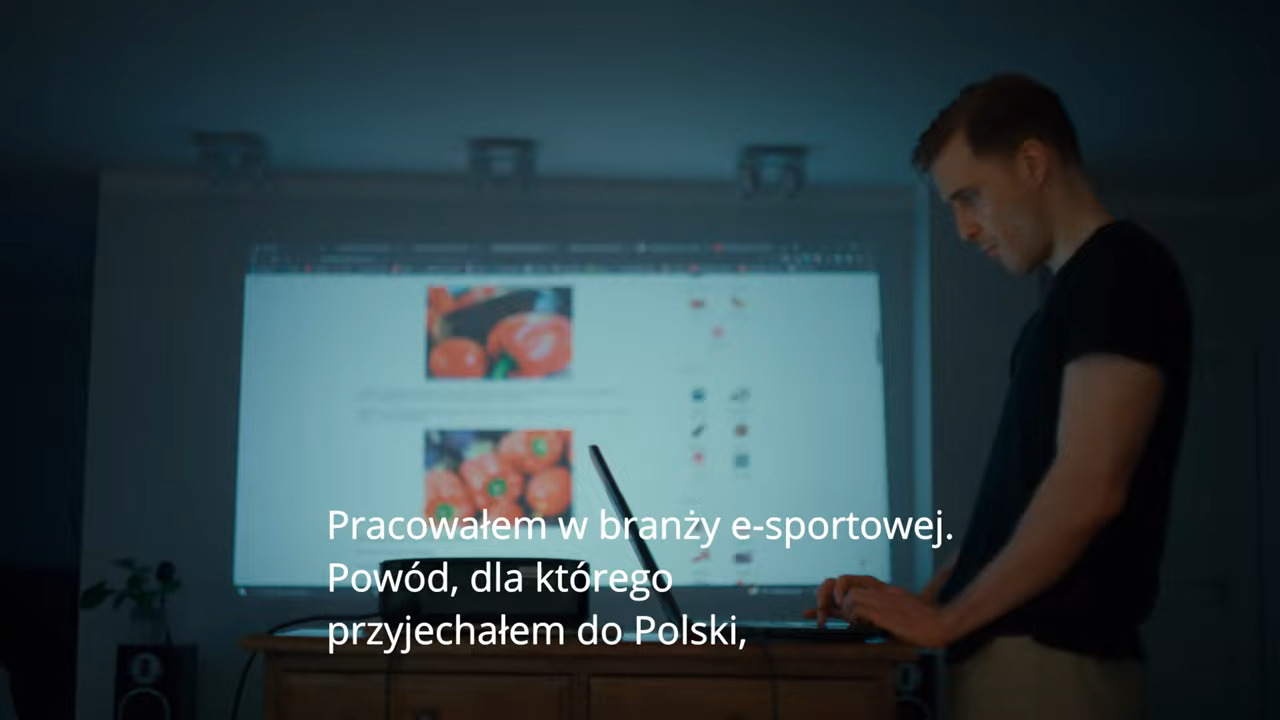 Pracowałem w branży e-sportowej.
Powód, dla którego
przyjechałem do Polski,